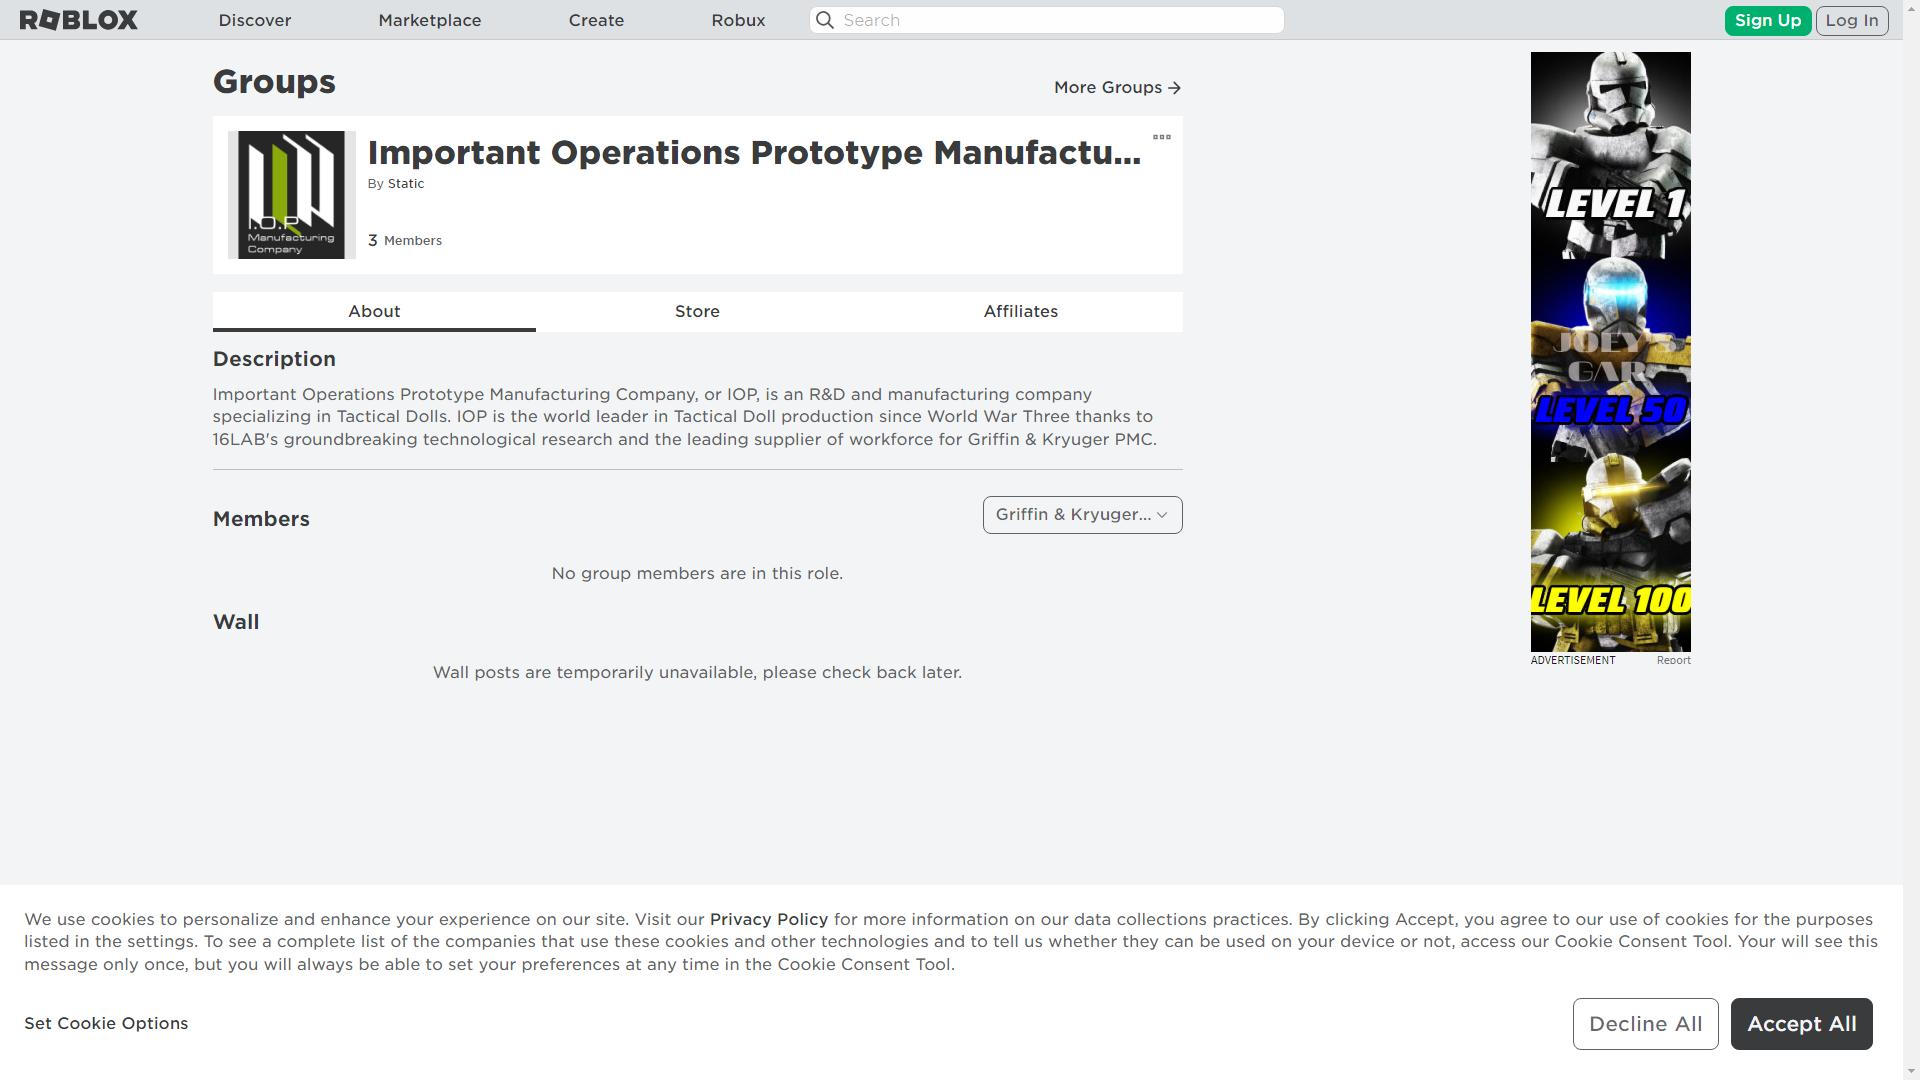 ROBLOX
Discover
Marketplace
Create
Robux
Search
Sign Up
Log In
Groups
More Groups
I.O.P
Manufacturing
Company
Important Operations Prototype Manufactu...
By Static
3 Members
About
Store
Affiliates
Description
Important Operations Prototype Manufacturing Company, or IOP, is an R&D and manufacturing company
specializing in Tactical Dolls. IOP is the world leader in Tactical Doll production since World War Three thanks to
16LAB's groundbreaking technological research and the leading supplier of workforce for Griffin & Kryuger PMC.
Members
Griffin & Kryuger...
No group members are in this role.
Wall
Wall posts are temporarily unavailable, please check back later.
LEVEL 1
JOEY'S
GAR
LEVEL 50
LEVEL 100
ADVERTISEMENT
Report
We use cookies to personalize and enhance your experience on our site. Visit our Privacy Policy for more information on our data collections practices. By clicking Accept, you agree to our use of cookies for the purposes
listed in the settings. To see a complete list of the companies that use these cookies and other technologies and to tell us whether they can be used on your device or not, access our Cookie Consent Tool. Your will see this
message only once, but you will always be able to set your preferences at any time in the Cookie Consent Tool.
Set Cookie Options
Decline All
Accept All